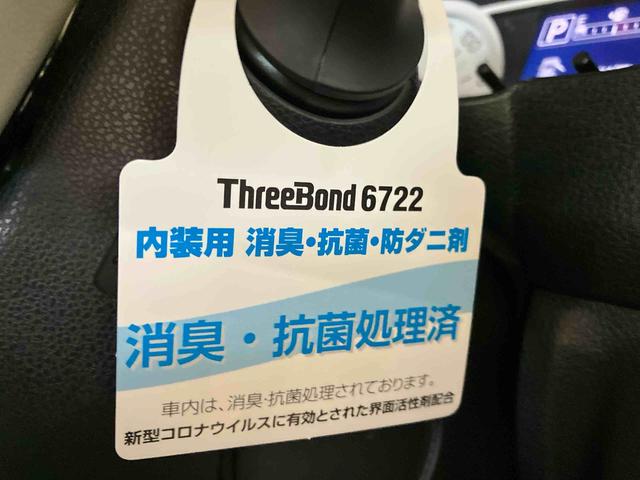 P
ThreeBond 6722
内装用 消臭・抗菌・防ダニ剤
消臭・抗菌処理済
車内は、消臭・抗菌処理されております。
新型コロナウイルスに有効とされた界面活性剤配合